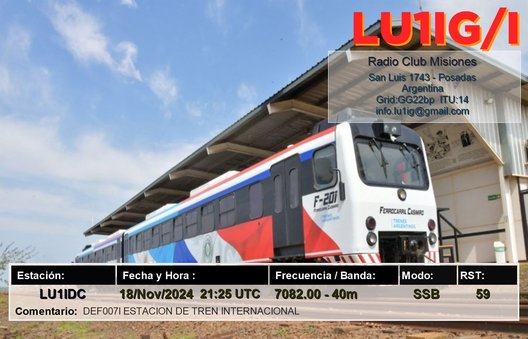 LU1IG/I
Radio Club Misiones
San Luis 1743 - Posadas
Argentina
Grid:GG22bp ITU:14
info.lu1ig@gmail.com
F-201
FERROCARRIL CASIMIRO
FERROCARRIL CASIMIRO
TRENES
ARGENTINOS
Estación: Fecha y Hora : Frecuencia / Banda: Modo: RST:
LU1IDC 18/Nov/2024 21:25 UTC 7082.00 - 40m SSB 59
Comentario: DEF007I ESTACION DE TREN INTERNACIONAL